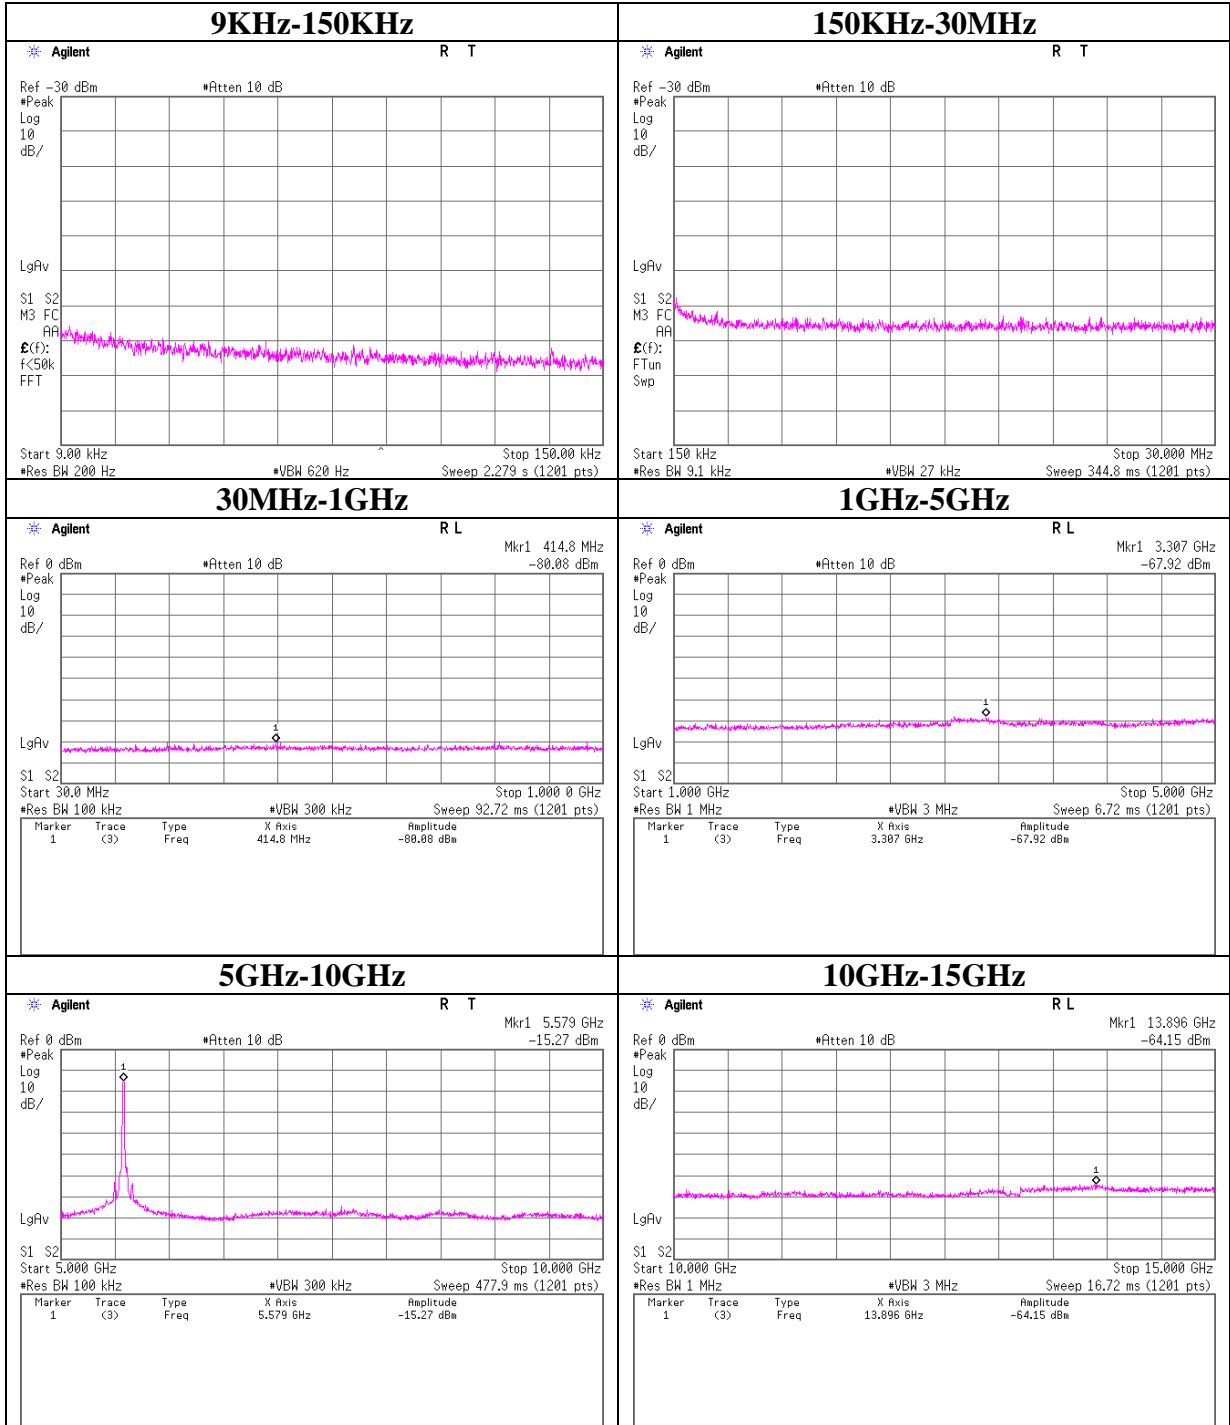 9KHz-150KHz
Agilent
R T
Ref -30 dBm
#Atten 10 dB
#Peak
Log
10
dB/
LgAv
S1 S2
M3 FC
AA
£(f):
f<50k
FFT
Start 9.00 kHz
^
Stop 150.00 kHz
#Res BW 200 Hz
#VBW 620 Hz
Sweep 2.279 s (1201 pts)
150KHz-30MHz
Agilent
R T
Ref -30 dBm
#Atten 10 dB
#Peak
Log
10
dB/
LgAv
S1 S2
M3 FC
AA
£(f):
FTun
Swp
Start 150 kHz
Stop 30.000 MHz
#Res BW 9.1 kHz
#VBW 27 kHz
Sweep 344.8 ms (1201 pts)
30MHz-1GHz
Agilent
R L
Mkr1 414.8 MHz
Ref 0 dBm
#Atten 10 dB
-80.08 dBm
#Peak
Log
10
dB/
1
LgAv
S1 S2
Start 30.0 MHz
Stop 1.000 0 GHz
#Res BW 100 kHz
#VBW 300 kHz
Sweep 92.72 ms (1201 pts)
Marker Trace Type X Axis Amplitude
1 (3) Freq 414.8 MHz -80.08 dBm
1GHz-5GHz
Agilent
R L
Mkr1 3.307 GHz
Ref 0 dBm
#Atten 10 dB
-67.92 dBm
#Peak
Log
10
dB/
1
LgAv
S1 S2
Start 1.000 GHz
Stop 5.000 GHz
#Res BW 1 MHz
#VBW 3 MHz
Sweep 6.72 ms (1201 pts)
Marker Trace Type X Axis Amplitude
1 (3) Freq 3.307 GHz -67.92 dBm
5GHz-10GHz
Agilent
R T
Mkr1 5.579 GHz
Ref 0 dBm
#Atten 10 dB
-15.27 dBm
#Peak
Log
10
dB/
1
LgAv
S1 S2
Start 5.000 GHz
Stop 10.000 GHz
#Res BW 100 kHz
#VBW 300 kHz
Sweep 477.9 ms (1201 pts)
Marker Trace Type X Axis Amplitude
1 (3) Freq 5.579 GHz -15.27 dBm
10GHz-15GHz
Agilent
R L
Mkr1 13.896 GHz
Ref 0 dBm
#Atten 10 dB
-64.15 dBm
#Peak
Log
10
dB/
1
LgAv
S1 S2
Start 10.000 GHz
Stop 15.000 GHz
#Res BW 1 MHz
#VBW 3 MHz
Sweep 16.72 ms (1201 pts)
Marker Trace Type X Axis Amplitude
1 (3) Freq 13.896 GHz -64.15 dBm